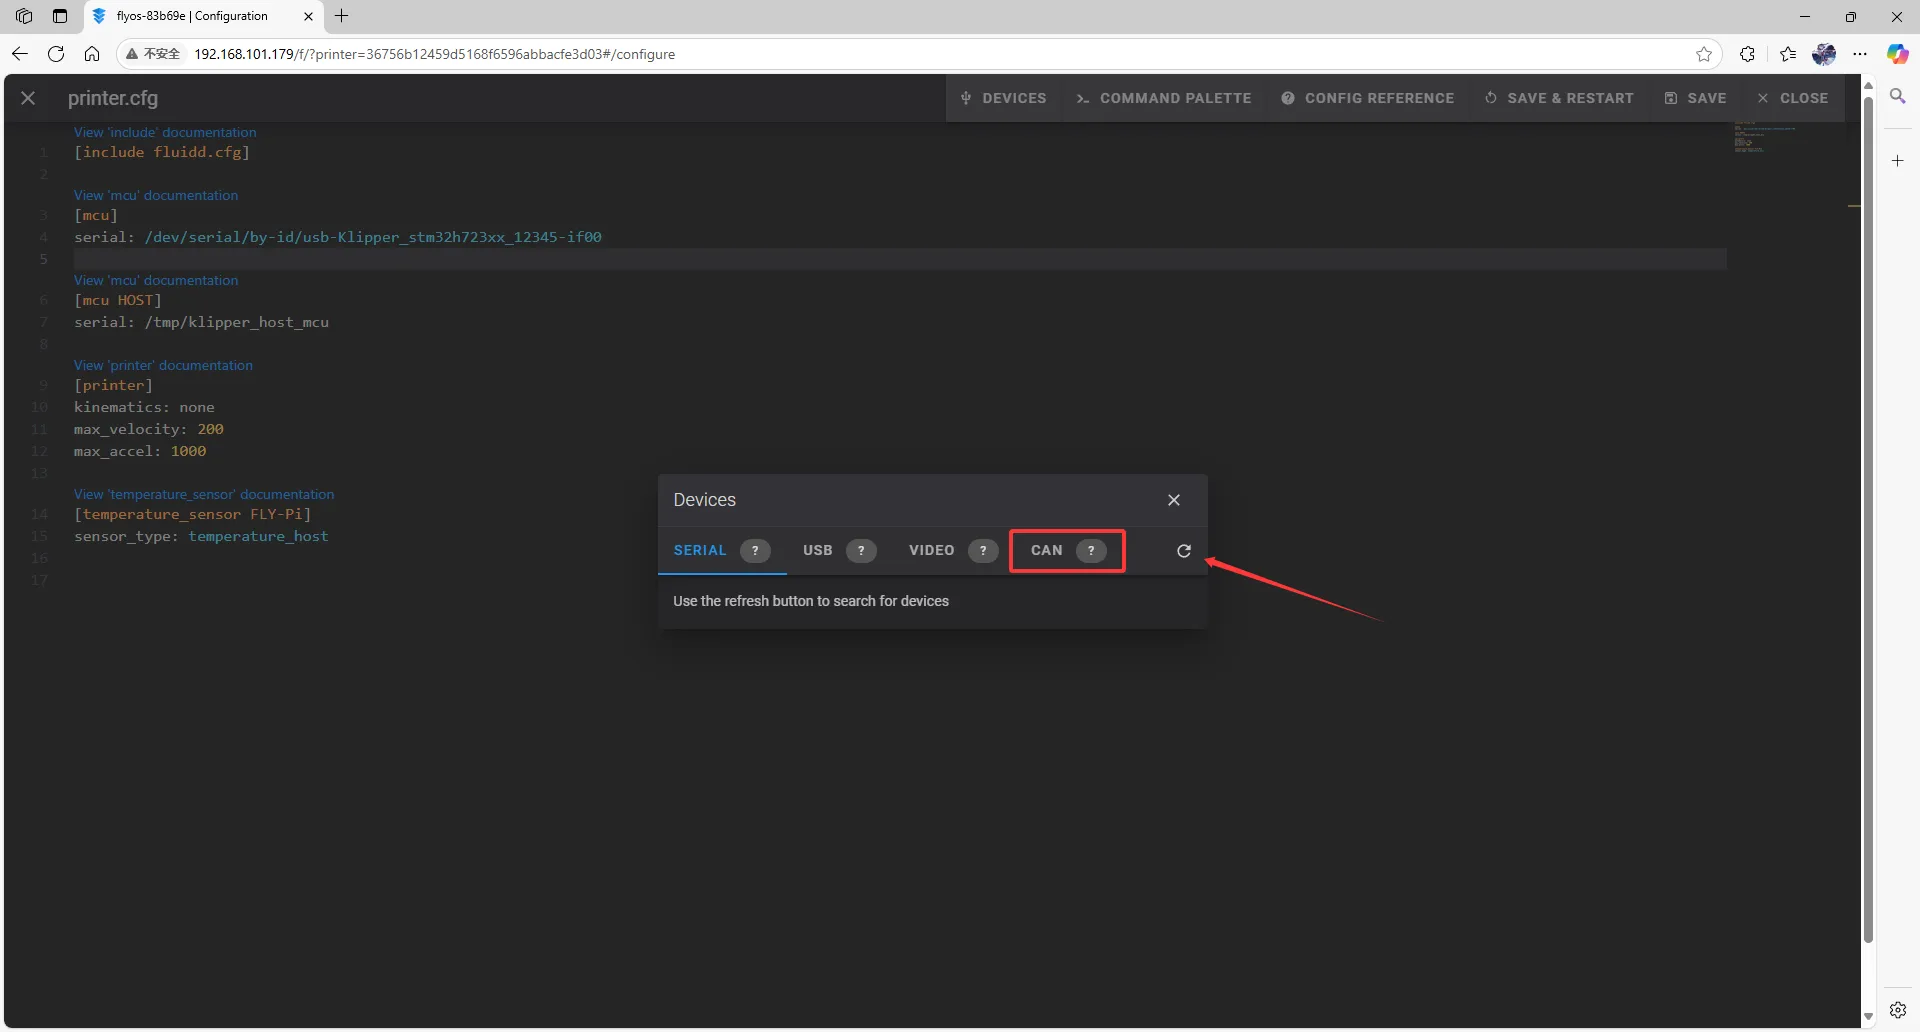 flyos-83b69e | Configuration
不安全 192.168.101.179/f/?printer=36756b12459d5168f6596abbacfe3d03#/configure
printer.cfg DEVICES COMMAND PALETTE CONFIG REFERENCE SAVE & RESTART SAVE CLOSE
View 'include' documentation
1 [include fluidd.cfg]
2
View 'mcu' documentation
3 [mcu]
4 serial: /dev/serial/by-id/usb-Klipper_stm32h723xx_12345-if00
5
View 'mcu' documentation
6 [mcu HOST]
7 serial: /tmp/klipper_host_mcu
8
View 'printer' documentation
9 [printer]
10 kinematics: none
11 max_velocity: 200
12 max_accel: 1000
13
View 'temperature_sensor' documentation
14 [temperature_sensor FLY-Pi]
15 sensor_type: temperature_host
16
17
Devices
SERIAL ? USB ? VIDEO ? CAN ?
Use the refresh button to search for devices